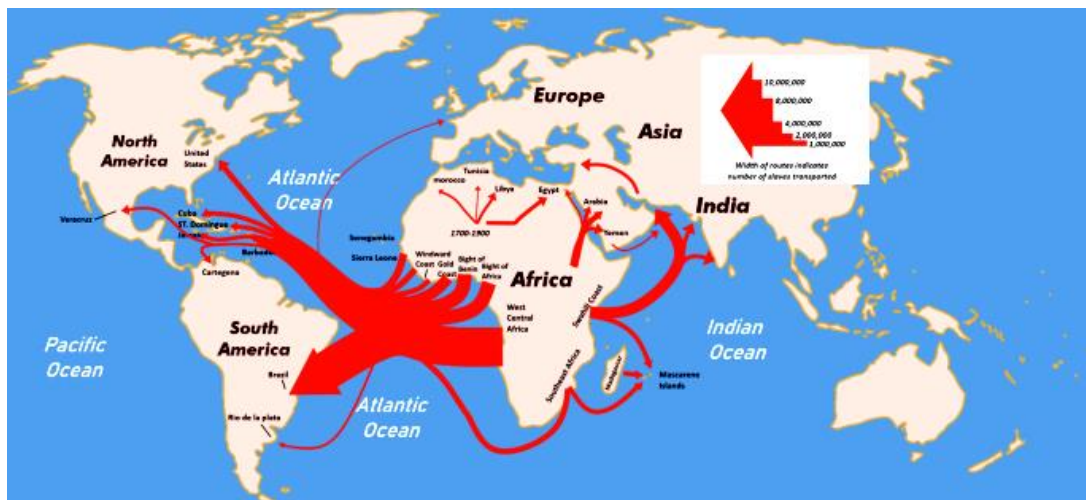 North
America
United
States
Atlantic
Ocean
Veracruz
Cuba
ST. Domingue
Barbados
Cartegena
South
America
Brazil
Rio de la plata
Pacific
Ocean
Atlantic
Ocean
Europe
Asia
India
10,000,000
8,000,000
4,000,000
2,000,000
1,000,000
Width of routes indicates
number of slaves transported
morocco
Tunisia
Libya
Egypt
1700-1900
Arabia
Yemen
Senegambia
Sierra Leone
Windward
Coast
Gold
Coast
Bight of
Benin
Bight of
Africa
Africa
West
Central
Africa
Swahili Coast
Southeast Africa
Madagascar
Mascarene
Islands
Indian
Ocean